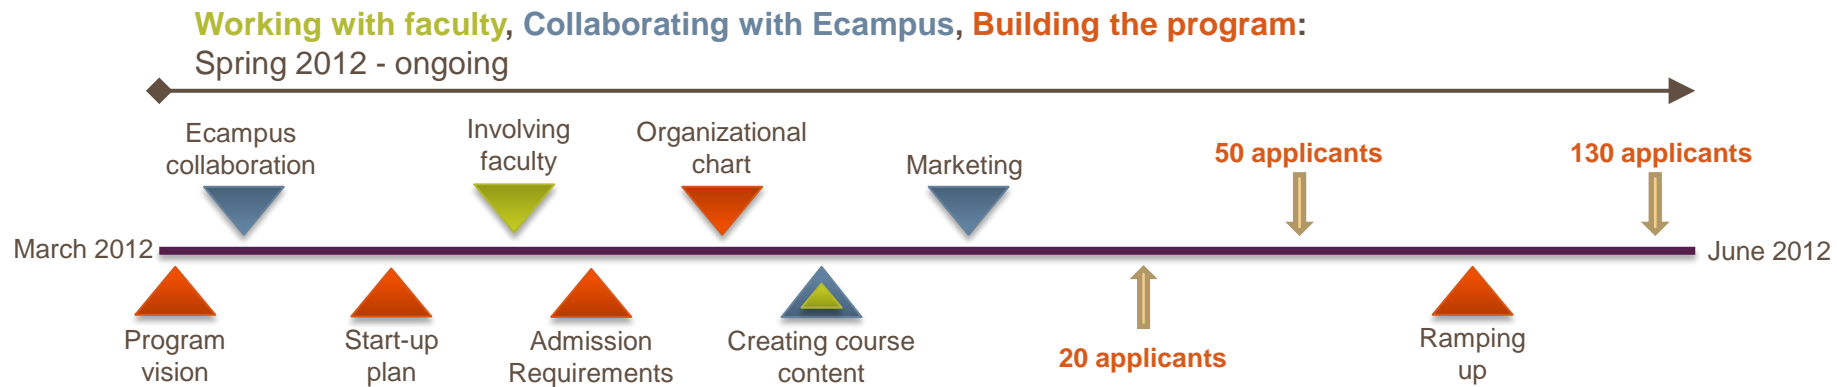 Working with faculty, Collaborating with Ecampus, Building the program:
Spring 2012 - ongoing
Ecampus
collaboration
Involving
faculty
Organizational
chart
Marketing
50 applicants
130 applicants
March 2012
June 2012
Program
vision
Start-up
plan
Admission
Requirements
Creating course
content
20 applicants
Ramping
up